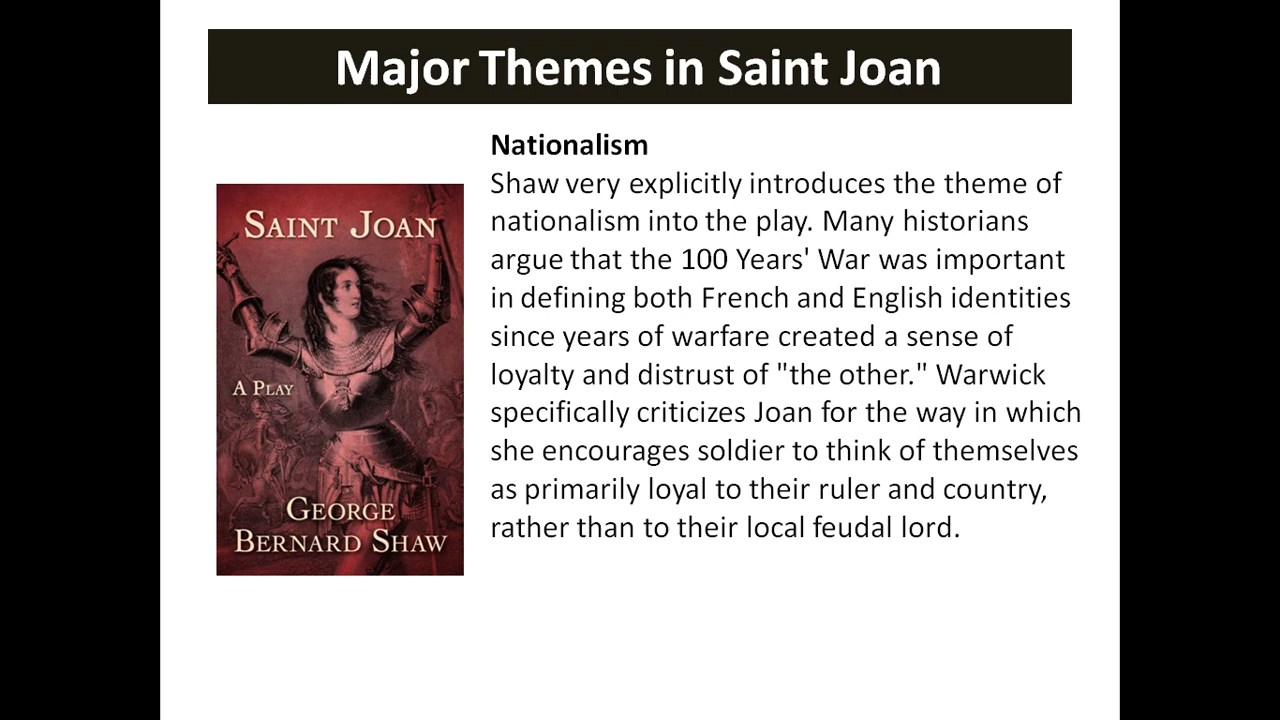 Major Themes in Saint Joan
SAINT JOAN
A PLAY
GEORGE
BERNARD SHAW
Nationalism
Shaw very explicitly introduces the theme of
nationalism into the play. Many historians
argue that the 100 Years' War was important
in defining both French and English identities
since years of warfare created a sense of
loyalty and distrust of "the other." Warwick
specifically criticizes Joan for the way in which
she encourages soldier to think of themselves
as primarily loyal to their ruler and country,
rather than to their local feudal lord.